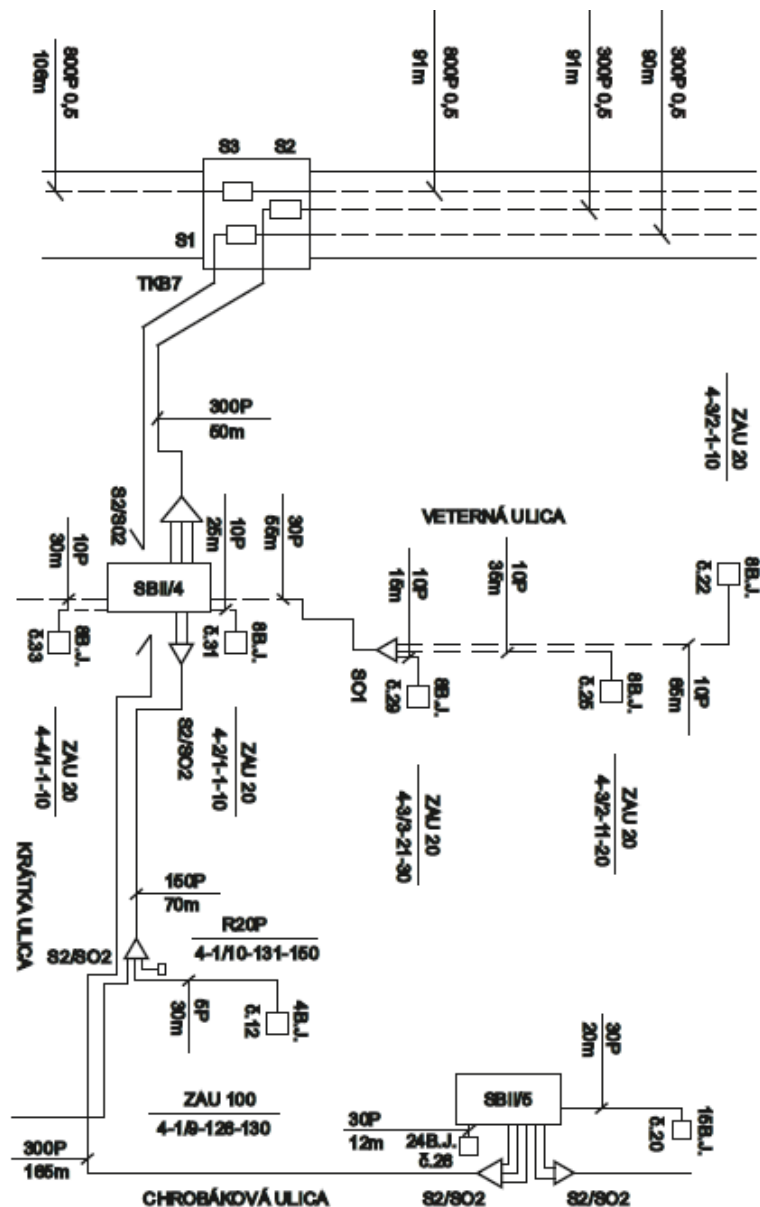 800P 0,5
106m
800P 0,5
91m
300P 0,5
91m
300P 0,5
90m
S3
S2
S1
TKB7
300P
50m
ZAU 20
4-3/2-1-10
S2/S02
10P
30m
10P
25m
30P
55m
VETERNÁ ULICA
SBII/4
10P
15m
10P
35m
8B.J.
č.22
8B.J.
č.33
8B.J.
č.31
SO1
8B.J.
č.29
8B.J.
č.25
10P
65m
S2/SO2
ZAU 20
4-4/1-1-10
ZAU 20
4-2/1-1-10
ZAU 20
4-3/3-21-30
ZAU 20
4-3/2-11-20
KRÁTKA ULICA
150P
70m
R20P
4-1/10-131-150
S2/SO2
5P
30m
4B.J.
č.12
ZAU 100
4-1/9-126-130
SBII/5
30P
20m
30P
12m
24B.J.
č.26
15B.J.
č.20
300P
165m
CHROBÁKOVÁ ULICA
S2/SO2
S2/SO2